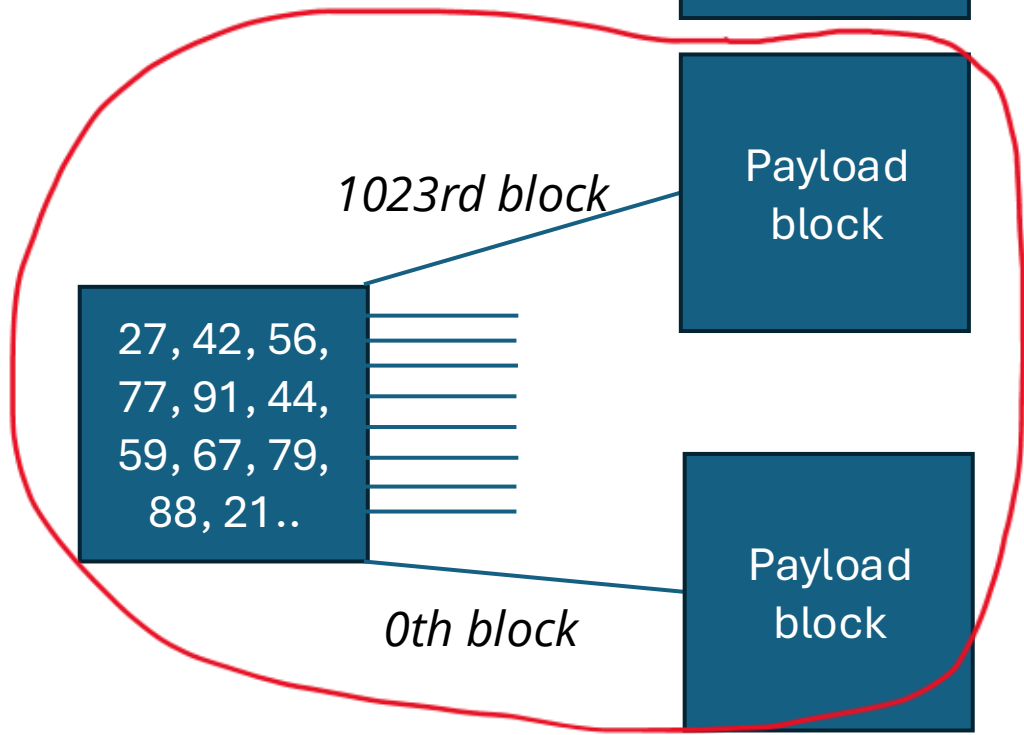 Payload
block
1023rd block
27, 42, 56,
77, 91, 44,
59, 67, 79,
88, 21..
Payload
block
0th block